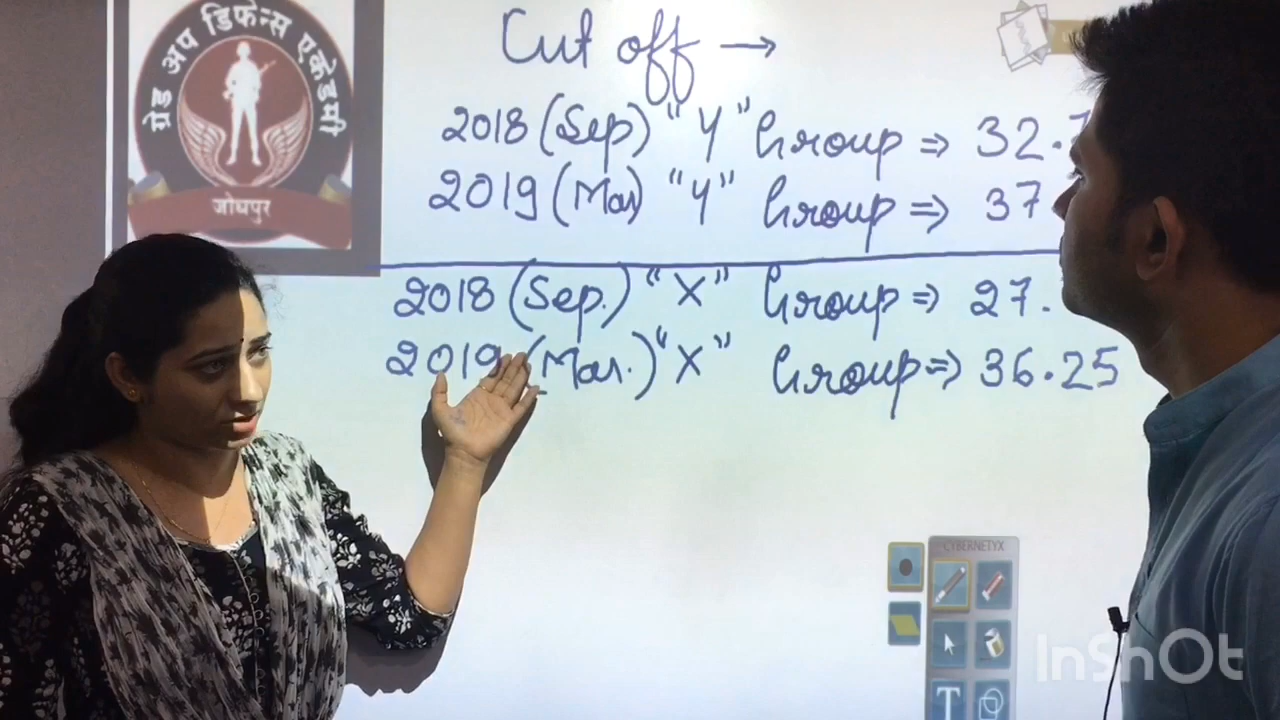 ग्रेड अप डिफेन्स एकेडमी
जोधपुर
Cut off →
2018 (Sep) "Y" Group ⇒ 32.
2019 (Mar) "Y" Group ⇒ 37
2018 (Sep.) "X" Group ⇒ 27.
2019 (Mar.) "X" Group ⇒ 36.25
CYBERNETYX
T
InShOt